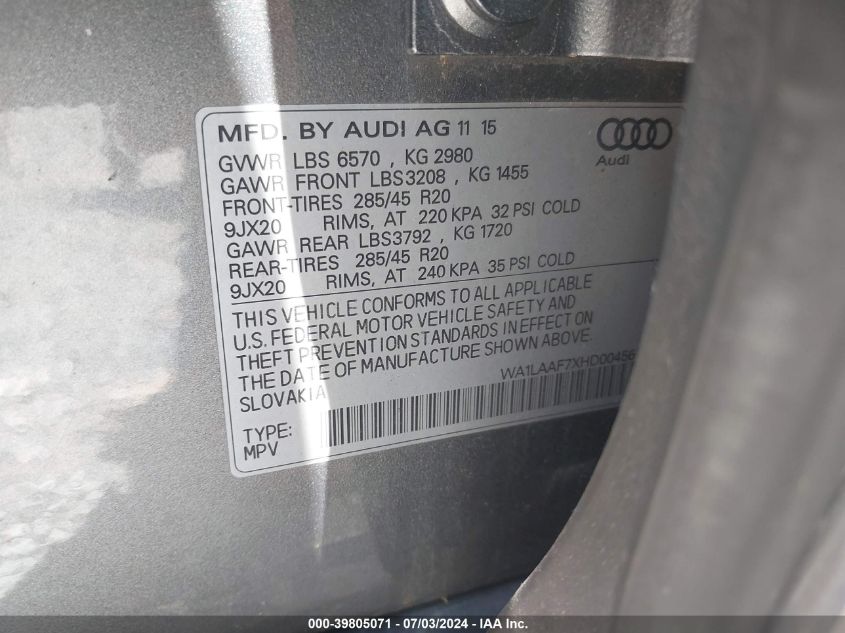 MFD. BY AUDI AG 11 15
Audi
GVWR LBS 6570 , KG 2980
GAWR FRONT LBS3208 , KG 1455
FRONT-TIRES 285/45 R20
9JX20 RIMS, AT 220 KPA 32 PSI COLD
GAWR REAR LBS3792 , KG 1720
REAR-TIRES 285/45 R20
9JX20 RIMS, AT 240 KPA 35 PSI COLD
THIS VEHICLE CONFORMS TO ALL APPLICABLE
U.S. FEDERAL MOTOR VEHICLE SAFETY AND
THEFT PREVENTION STANDARDS IN EFFECT ON
THE DATE OF MANUFACTURE SHOWN ABOVE.
SLOVAKIA WA1LAAF7XHD00456
TYPE:
MPV
000-39805071 - 07/03/2024 - IAA Inc.